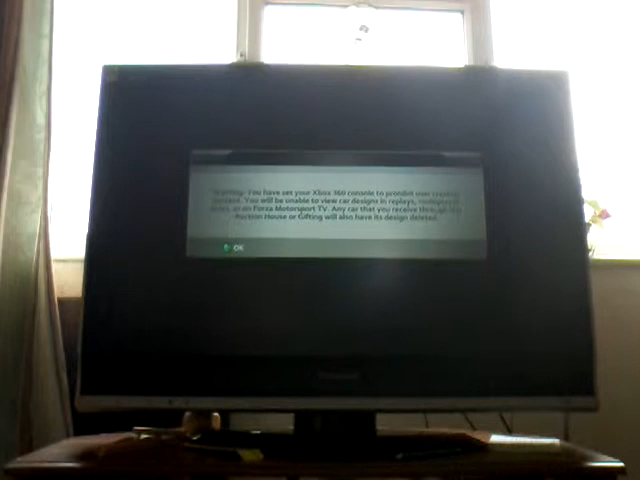 Warning: You have set your Xbox 360 console to prohibit user created
content. You will be unable to view car designs in replays, multiplayer
or on Forza Motorsport TV. Any car that you receive through the
Auction House or Gifting will also have its design deleted.
OK